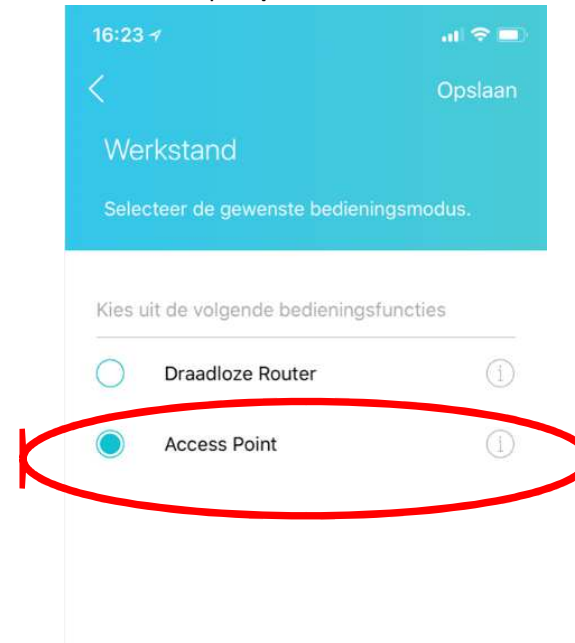 16:23
Opslaan
Werkstand
Selecteer de gewenste bedieningsmodus.
Kies uit de volgende bedieningsfuncties
Draadloze Router
Access Point